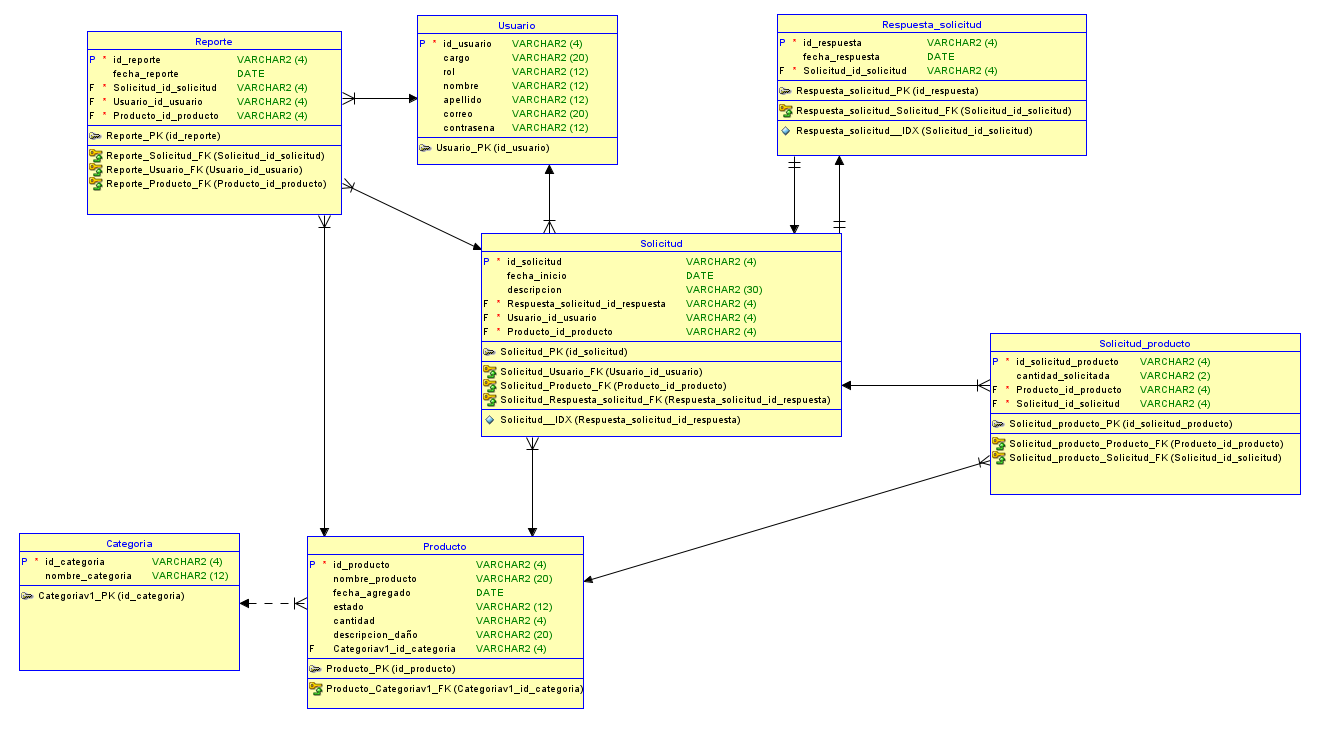 Reporte
P * id_reporte VARCHAR2 (4)
fecha_reporte DATE
F * Solicitud_id_solicitud VARCHAR2 (4)
F * Usuario_id_usuario VARCHAR2 (4)
F * Producto_id_producto VARCHAR2 (4)
Reporte_PK (id_reporte)
Reporte_Solicitud_FK (Solicitud_id_solicitud)
Reporte_Usuario_FK (Usuario_id_usuario)
Reporte_Producto_FK (Producto_id_producto)
Usuario
P * id_usuario VARCHAR2 (4)
cargo VARCHAR2 (20)
rol VARCHAR2 (12)
nombre VARCHAR2 (12)
apellido VARCHAR2 (12)
correo VARCHAR2 (20)
contrasena VARCHAR2 (12)
Usuario_PK (id_usuario)
Respuesta_solicitud
P * id_respuesta VARCHAR2 (4)
fecha_respuesta DATE
F * Solicitud_id_solicitud VARCHAR2 (4)
Respuesta_solicitud_PK (id_respuesta)
Respuesta_solicitud_Solicitud_FK (Solicitud_id_solicitud)
Respuesta_solicitud__IDX (Solicitud_id_solicitud)
Solicitud
P * id_solicitud VARCHAR2 (4)
fecha_inicio DATE
descripcion VARCHAR2 (30)
F * Respuesta_solicitud_id_respuesta VARCHAR2 (4)
F * Usuario_id_usuario VARCHAR2 (4)
F * Producto_id_producto VARCHAR2 (4)
Solicitud_PK (id_solicitud)
Solicitud_Usuario_FK (Usuario_id_usuario)
Solicitud_Producto_FK (Producto_id_producto)
Solicitud_Respuesta_solicitud_FK (Respuesta_solicitud_id_respuesta)
Solicitud__IDX (Respuesta_solicitud_id_respuesta)
Solicitud_producto
P * id_solicitud_producto VARCHAR2 (4)
cantidad_solicitada VARCHAR2 (2)
F * Producto_id_producto VARCHAR2 (4)
F * Solicitud_id_solicitud VARCHAR2 (4)
Solicitud_producto_PK (id_solicitud_producto)
Solicitud_producto_Producto_FK (Producto_id_producto)
Solicitud_producto_Solicitud_FK (Solicitud_id_solicitud)
Categoria
P * id_categoria VARCHAR2 (4)
nombre_categoria VARCHAR2 (12)
Categoriav1_PK (id_categoria)
Producto
P * id_producto VARCHAR2 (4)
nombre_producto VARCHAR2 (20)
fecha_agregado DATE
estado VARCHAR2 (12)
cantidad VARCHAR2 (4)
descripcion_daño VARCHAR2 (20)
F Categoriav1_id_categoria VARCHAR2 (4)
Producto_PK (id_producto)
Producto_Categoriav1_FK (Categoriav1_id_categoria)